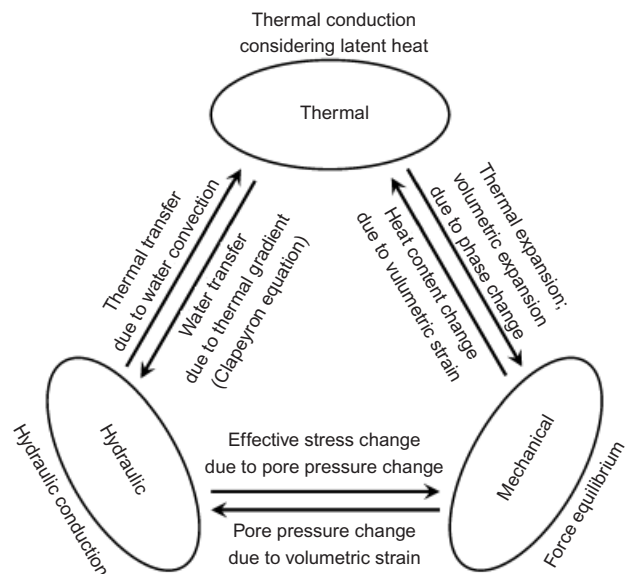 Thermal conduction
considering latent heat
Thermal
Thermal transfer
due to water convection
Water transfer
due to thermal gradient
(Clapeyron equation)
Thermal expansion;
volumetric expansion
due to phase change
Heat content change
due to vulumetric strain
Hydraulic
Hydraulic conduction
Effective stress change
due to pore pressure change
Pore pressure change
due to volumetric strain
Mechanical
Force equilibrium